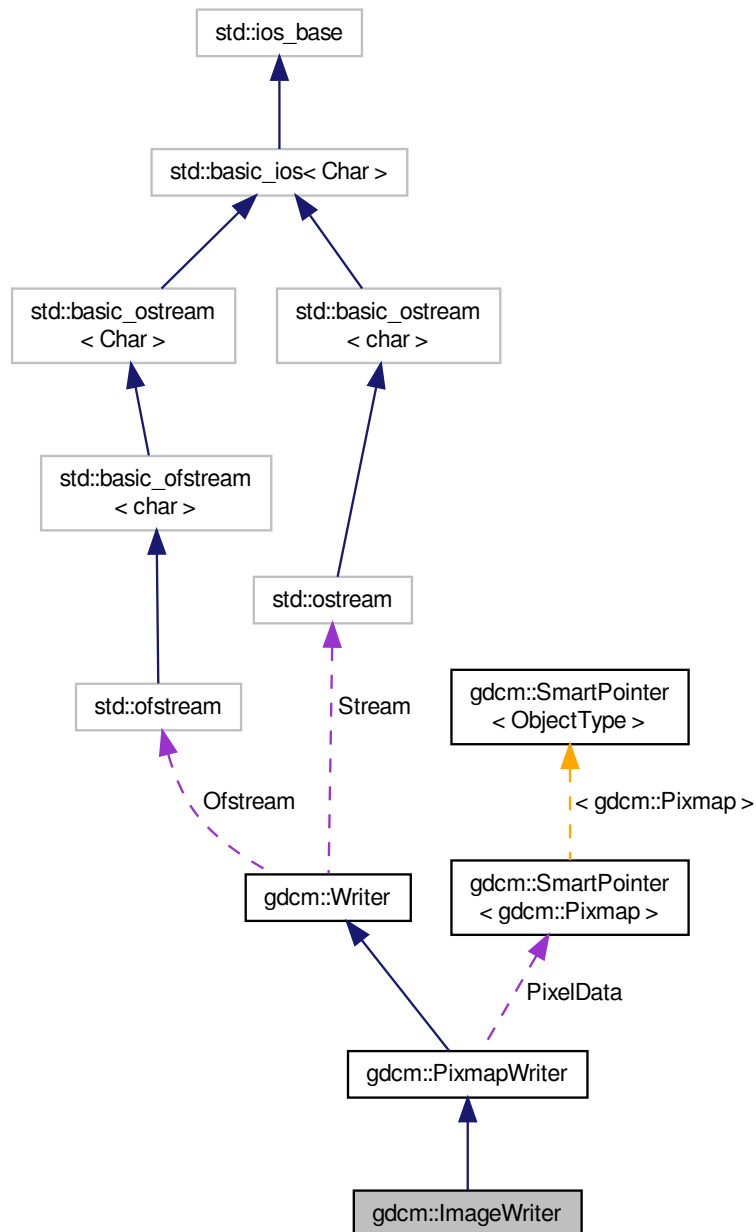 std::ios_base
std::basic_ios< Char >
std::basic_ostream
< Char >
std::basic_ostream
< char >
std::basic_ofstream
< char >
std::ostream
std::ofstream
Stream
gdcm::SmartPointer
< ObjectType >
Ofstream
< gdcm::Pixmap >
gdcm::Writer
gdcm::SmartPointer
< gdcm::Pixmap >
PixelData
gdcm::PixmapWriter
gdcm::ImageWriter